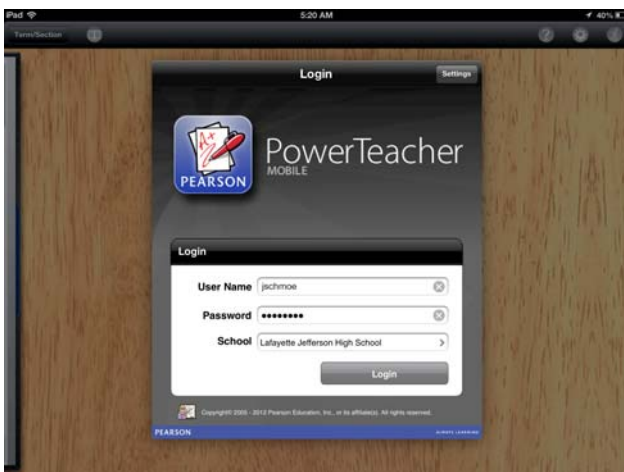 iPad 5:20 AM 40%
Term/Section
Login Settings
A+
PEARSON
PowerTeacher
MOBILE
Login
User Name jschmoe
Password ••••••••
School Lafayette Jefferson High School
Login
Copyright© 2005 - 2013 Pearson Education, Inc., or its affiliate(s). All rights reserved.
PEARSON ALWAYS LEARNING